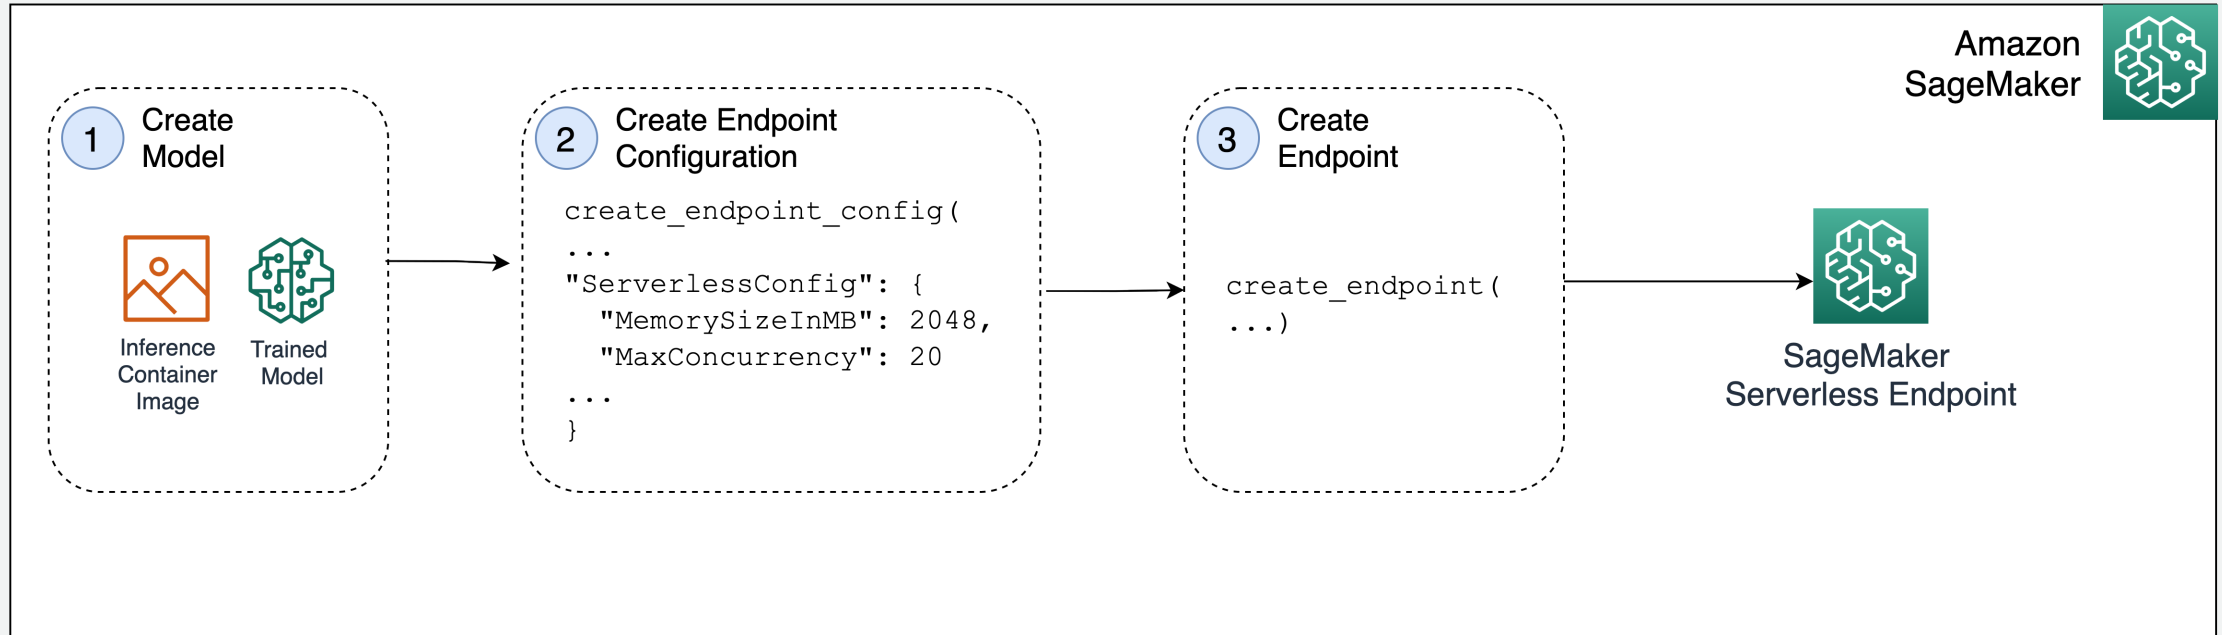 Amazon
SageMaker
1
Create
Model
Inference
Container
Image
Trained
Model
2
Create Endpoint
Configuration
create_endpoint_config(
...
"ServerlessConfig": {
"MemorySizeInMB": 2048,
"MaxConcurrency": 20
...
}
3
Create
Endpoint
create_endpoint(
...)
SageMaker
Serverless Endpoint